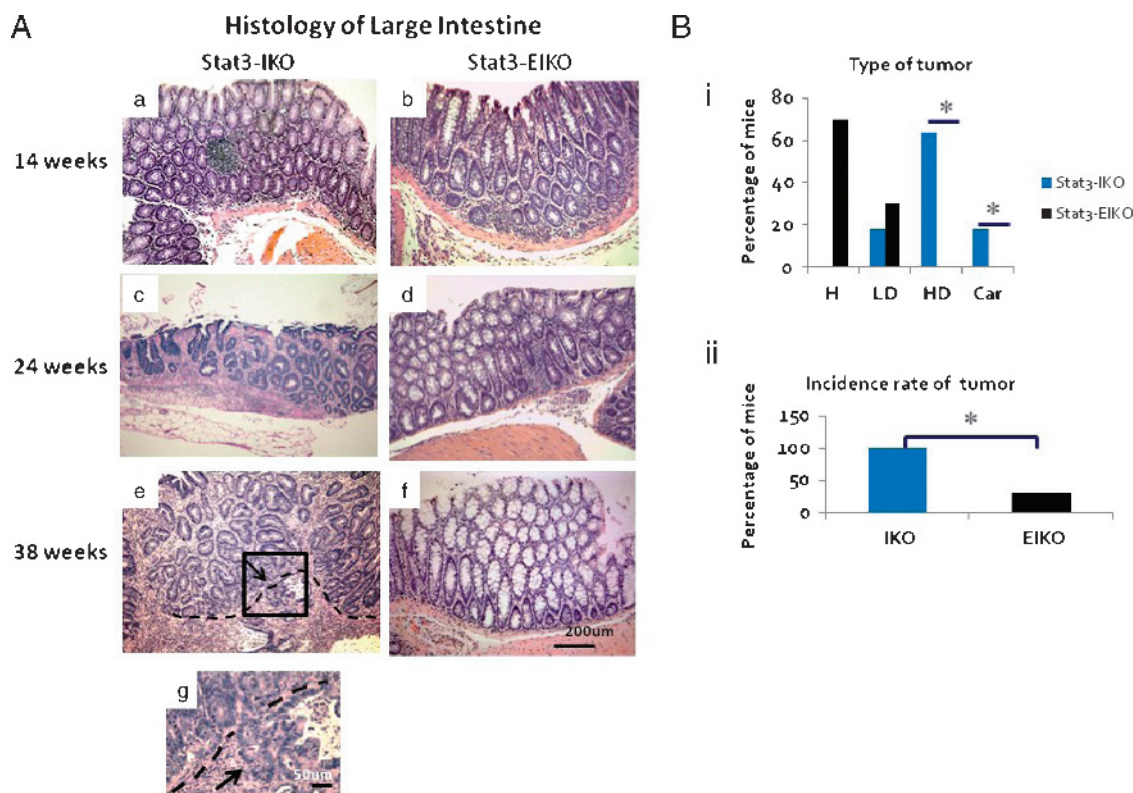 A
Histology of Large Intestine
Stat3-IKO
Stat3-EIKO
14 weeks
a
b
24 weeks
c
d
38 weeks
e
f
200um
g
50um
B
i
Type of tumor
Percentage of mice
80
60
40
20
0
*
*
H
LD
HD
Car
Stat3-IKO
Stat3-EIKO
ii
Incidence rate of tumor
Percentage of mice
150
100
50
0
*
IKO
EIKO